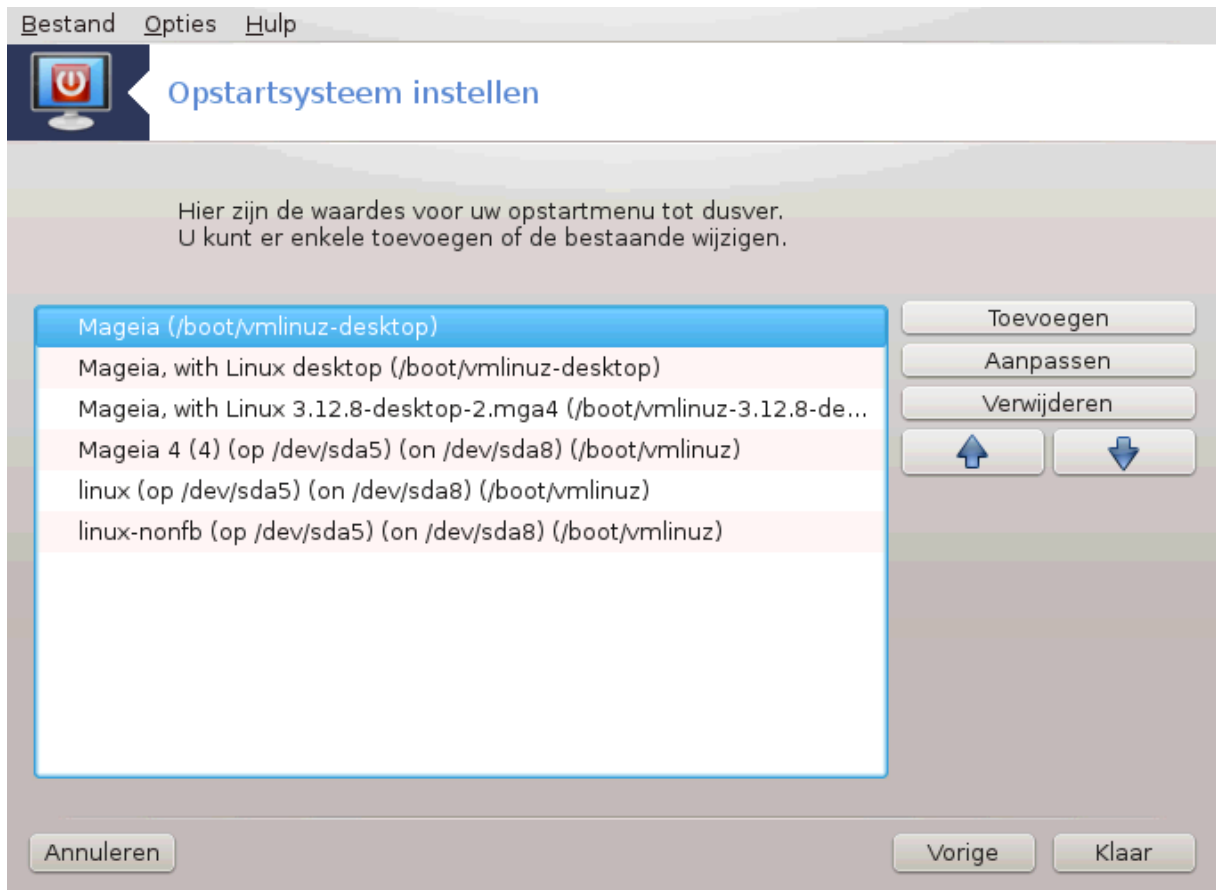 Bestand Opties Hulp
Opstartsysteem instellen
Hier zijn de waardes voor uw opstartmenu tot dusver.
U kunt er enkele toevoegen of de bestaande wijzigen.
Mageia (/boot/vmlinuz-desktop)
Mageia, with Linux desktop (/boot/vmlinuz-desktop)
Mageia, with Linux 3.12.8-desktop-2.mga4 (/boot/vmlinuz-3.12.8-de...
Mageia 4 (4) (op /dev/sda5) (on /dev/sda8) (/boot/vmlinuz)
linux (op /dev/sda5) (on /dev/sda8) (/boot/vmlinuz)
linux-nonfb (op /dev/sda5) (on /dev/sda8) (/boot/vmlinuz)
Toevoegen
Aanpassen
Verwijderen
Annuleren Vorige Klaar